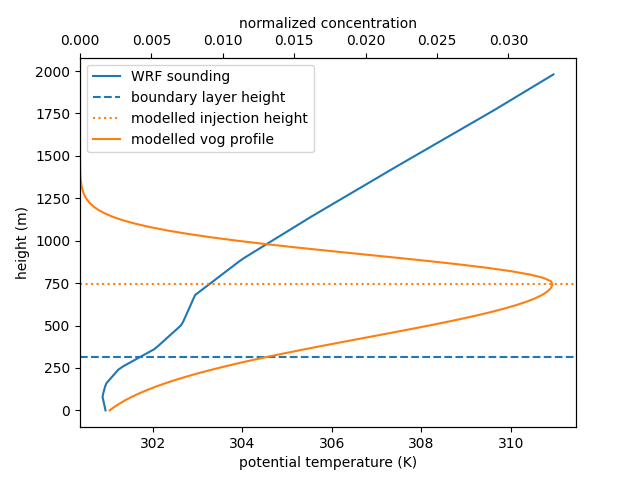 normalized concentration
0.000 0.005 0.010 0.015 0.020 0.025 0.030
WRF sounding
boundary layer height
modelled injection height
modelled vog profile
height (m)
2000
1750
1500
1250
1000
750
500
250
0
302 304 306 308 310
potential temperature (K)